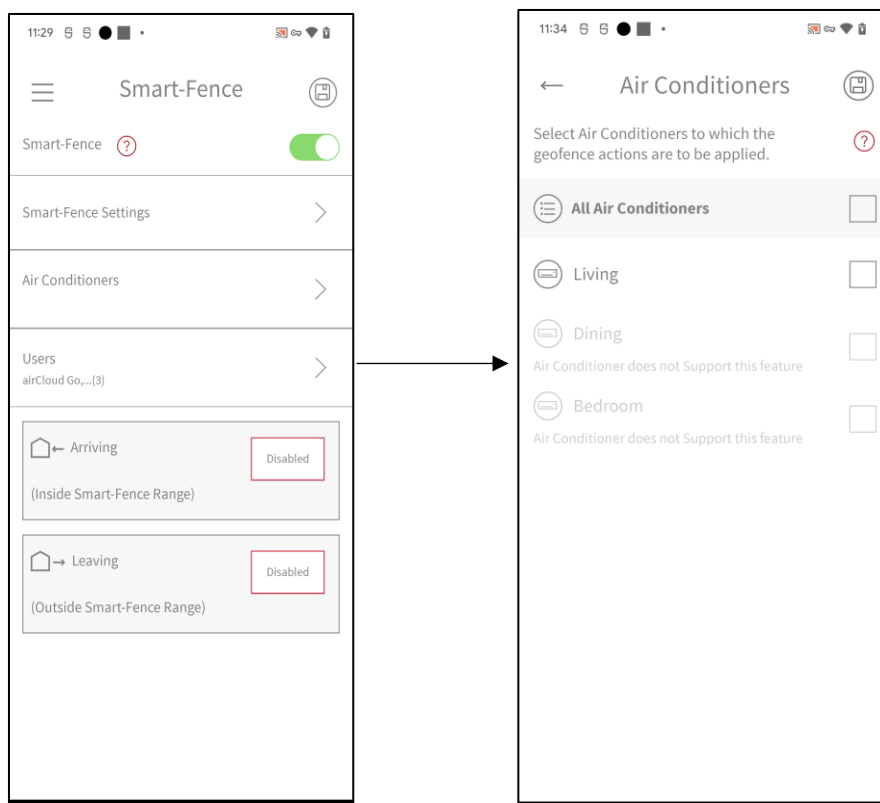 11:29
Smart-Fence
Smart-Fence ?
Smart-Fence Settings
Air Conditioners
Users
airCloud Go,...(3)
Arriving
Disabled
(Inside Smart-Fence Range)
Leaving
Disabled
(Outside Smart-Fence Range)
11:34
Air Conditioners
Select Air Conditioners to which the
geofence actions are to be applied.
?
All Air Conditioners
Living
Dining
Air Conditioner does not Support this feature
Bedroom
Air Conditioner does not Support this feature